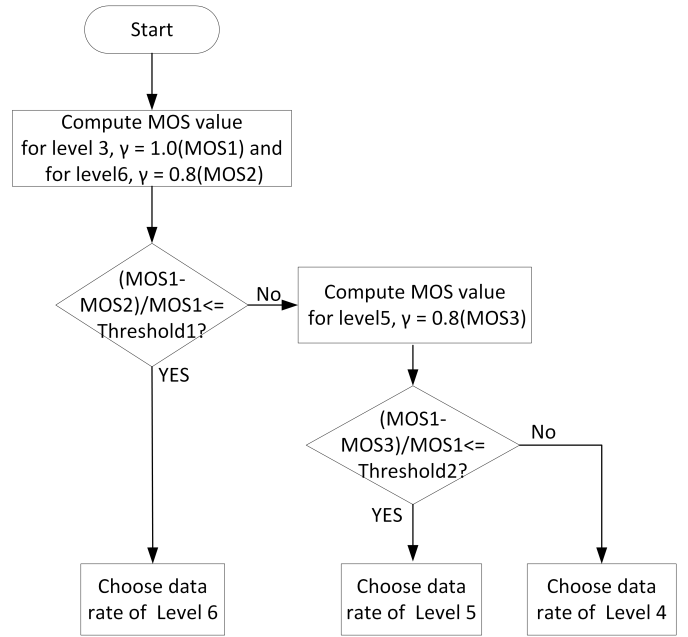 Start
Compute MOS value
for level 3, γ = 1.0(MOS1) and
for level6, γ = 0.8(MOS2)
(MOS1-
MOS2)/MOS1<=
Threshold1?
No
Compute MOS value
for level5, γ = 0.8(MOS3)
YES
(MOS1-
MOS3)/MOS1<=
Threshold2?
No
YES
Choose data
rate of Level 6
Choose data
rate of Level 5
Choose data
rate of Level 4